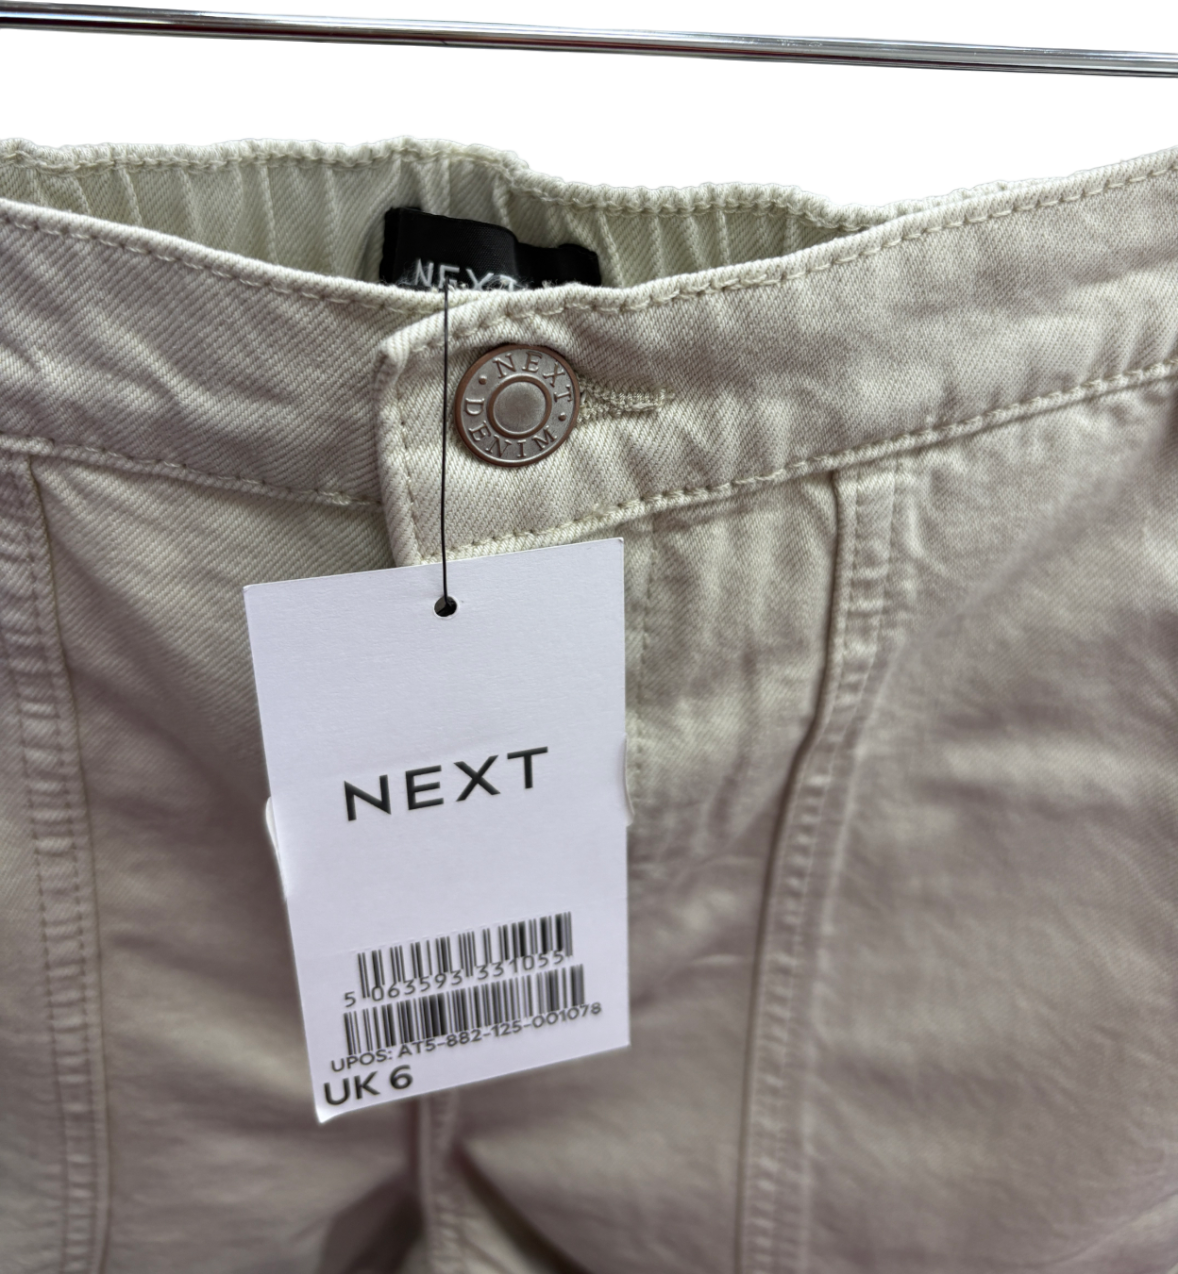 NEXT
NEXT
DENIM
NEXT
5 063593 331055
UPOS: AT5-882-125-001078
UK 6